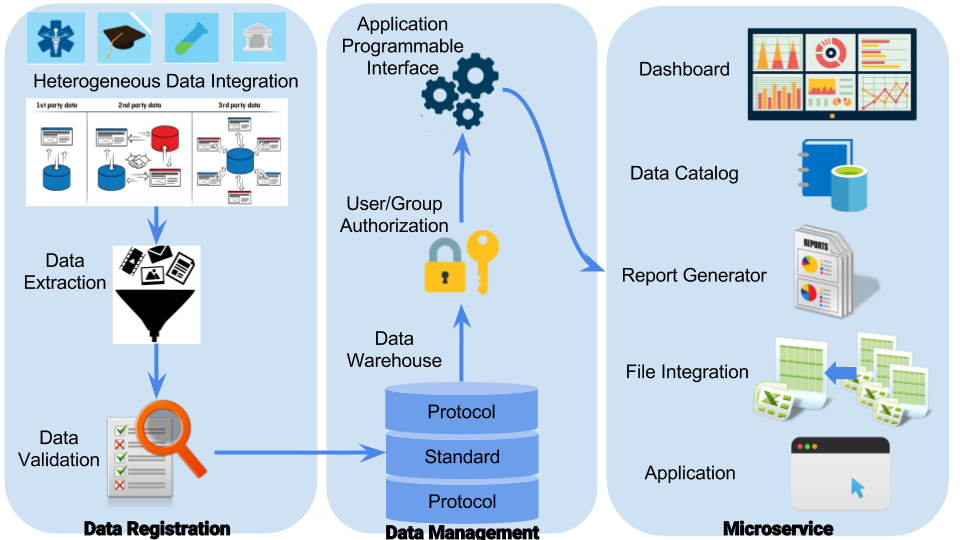 Heterogeneous Data Integration
1st party data
2nd party data
3rd party data
Data
Extraction
Data
Validation
Data Registration
Application
Programmable
Interface
User/Group
Authorization
Data
Warehouse
Protocol
Standard
Protocol
Data Management
Dashboard
Data Catalog
Report Generator
REPORTS
File Integration
Application
Microservice